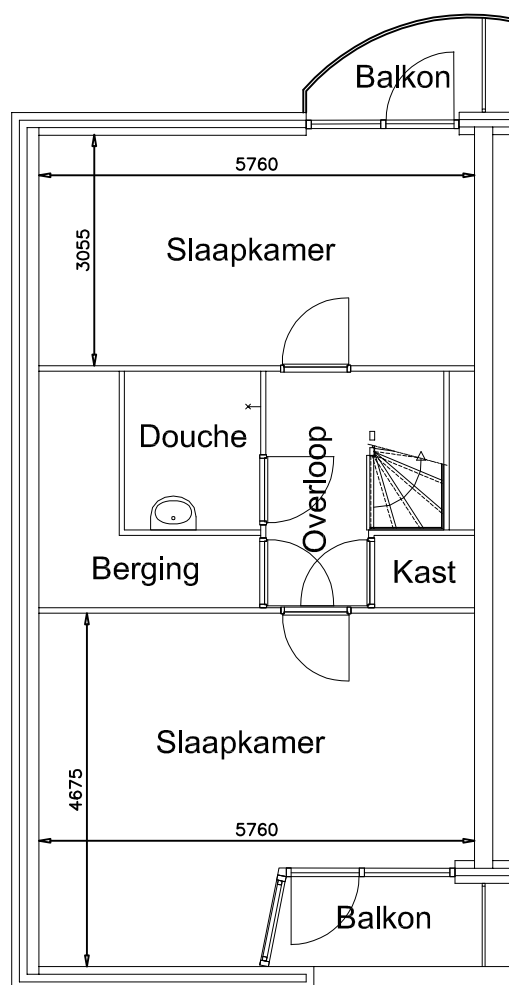 Balkon
5760
3055
Slaapkamer
Douche
Overloop
Berging
Kast
Slaapkamer
4675
5760
Balkon